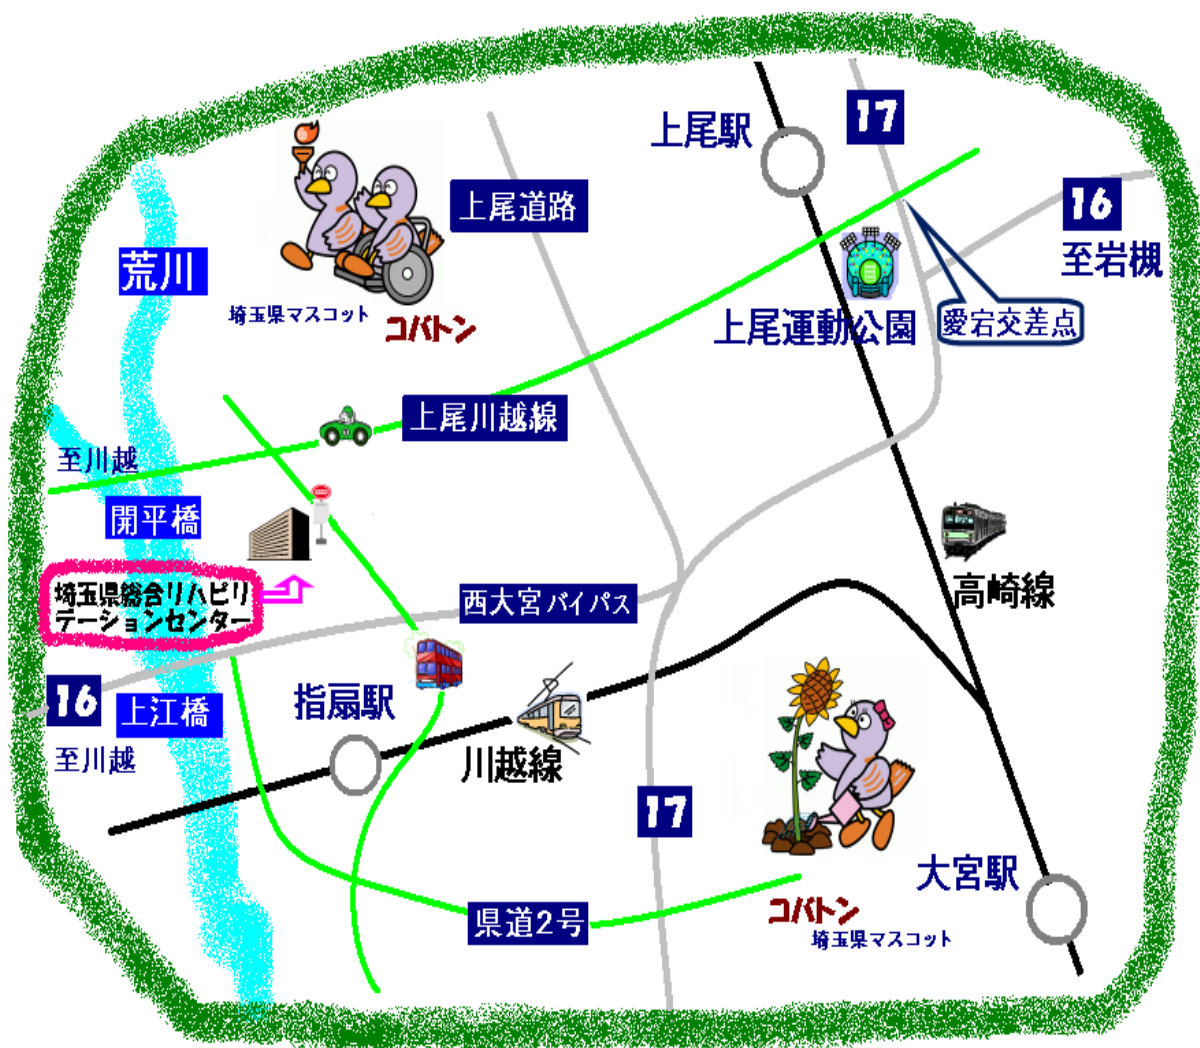 上尾駅
17
上尾道路
16
至岩槻
荒川
埼玉県マスコット
コバトン
上尾運動公園
愛宕交差点
上尾川越線
至川越
開平橋
埼玉県総合リハビリ
テーションセンター
西大宮バイパス
高崎線
16
上江橋
至川越
指扇駅
川越線
17
大宮駅
県道2号
コバトン
埼玉県マスコット